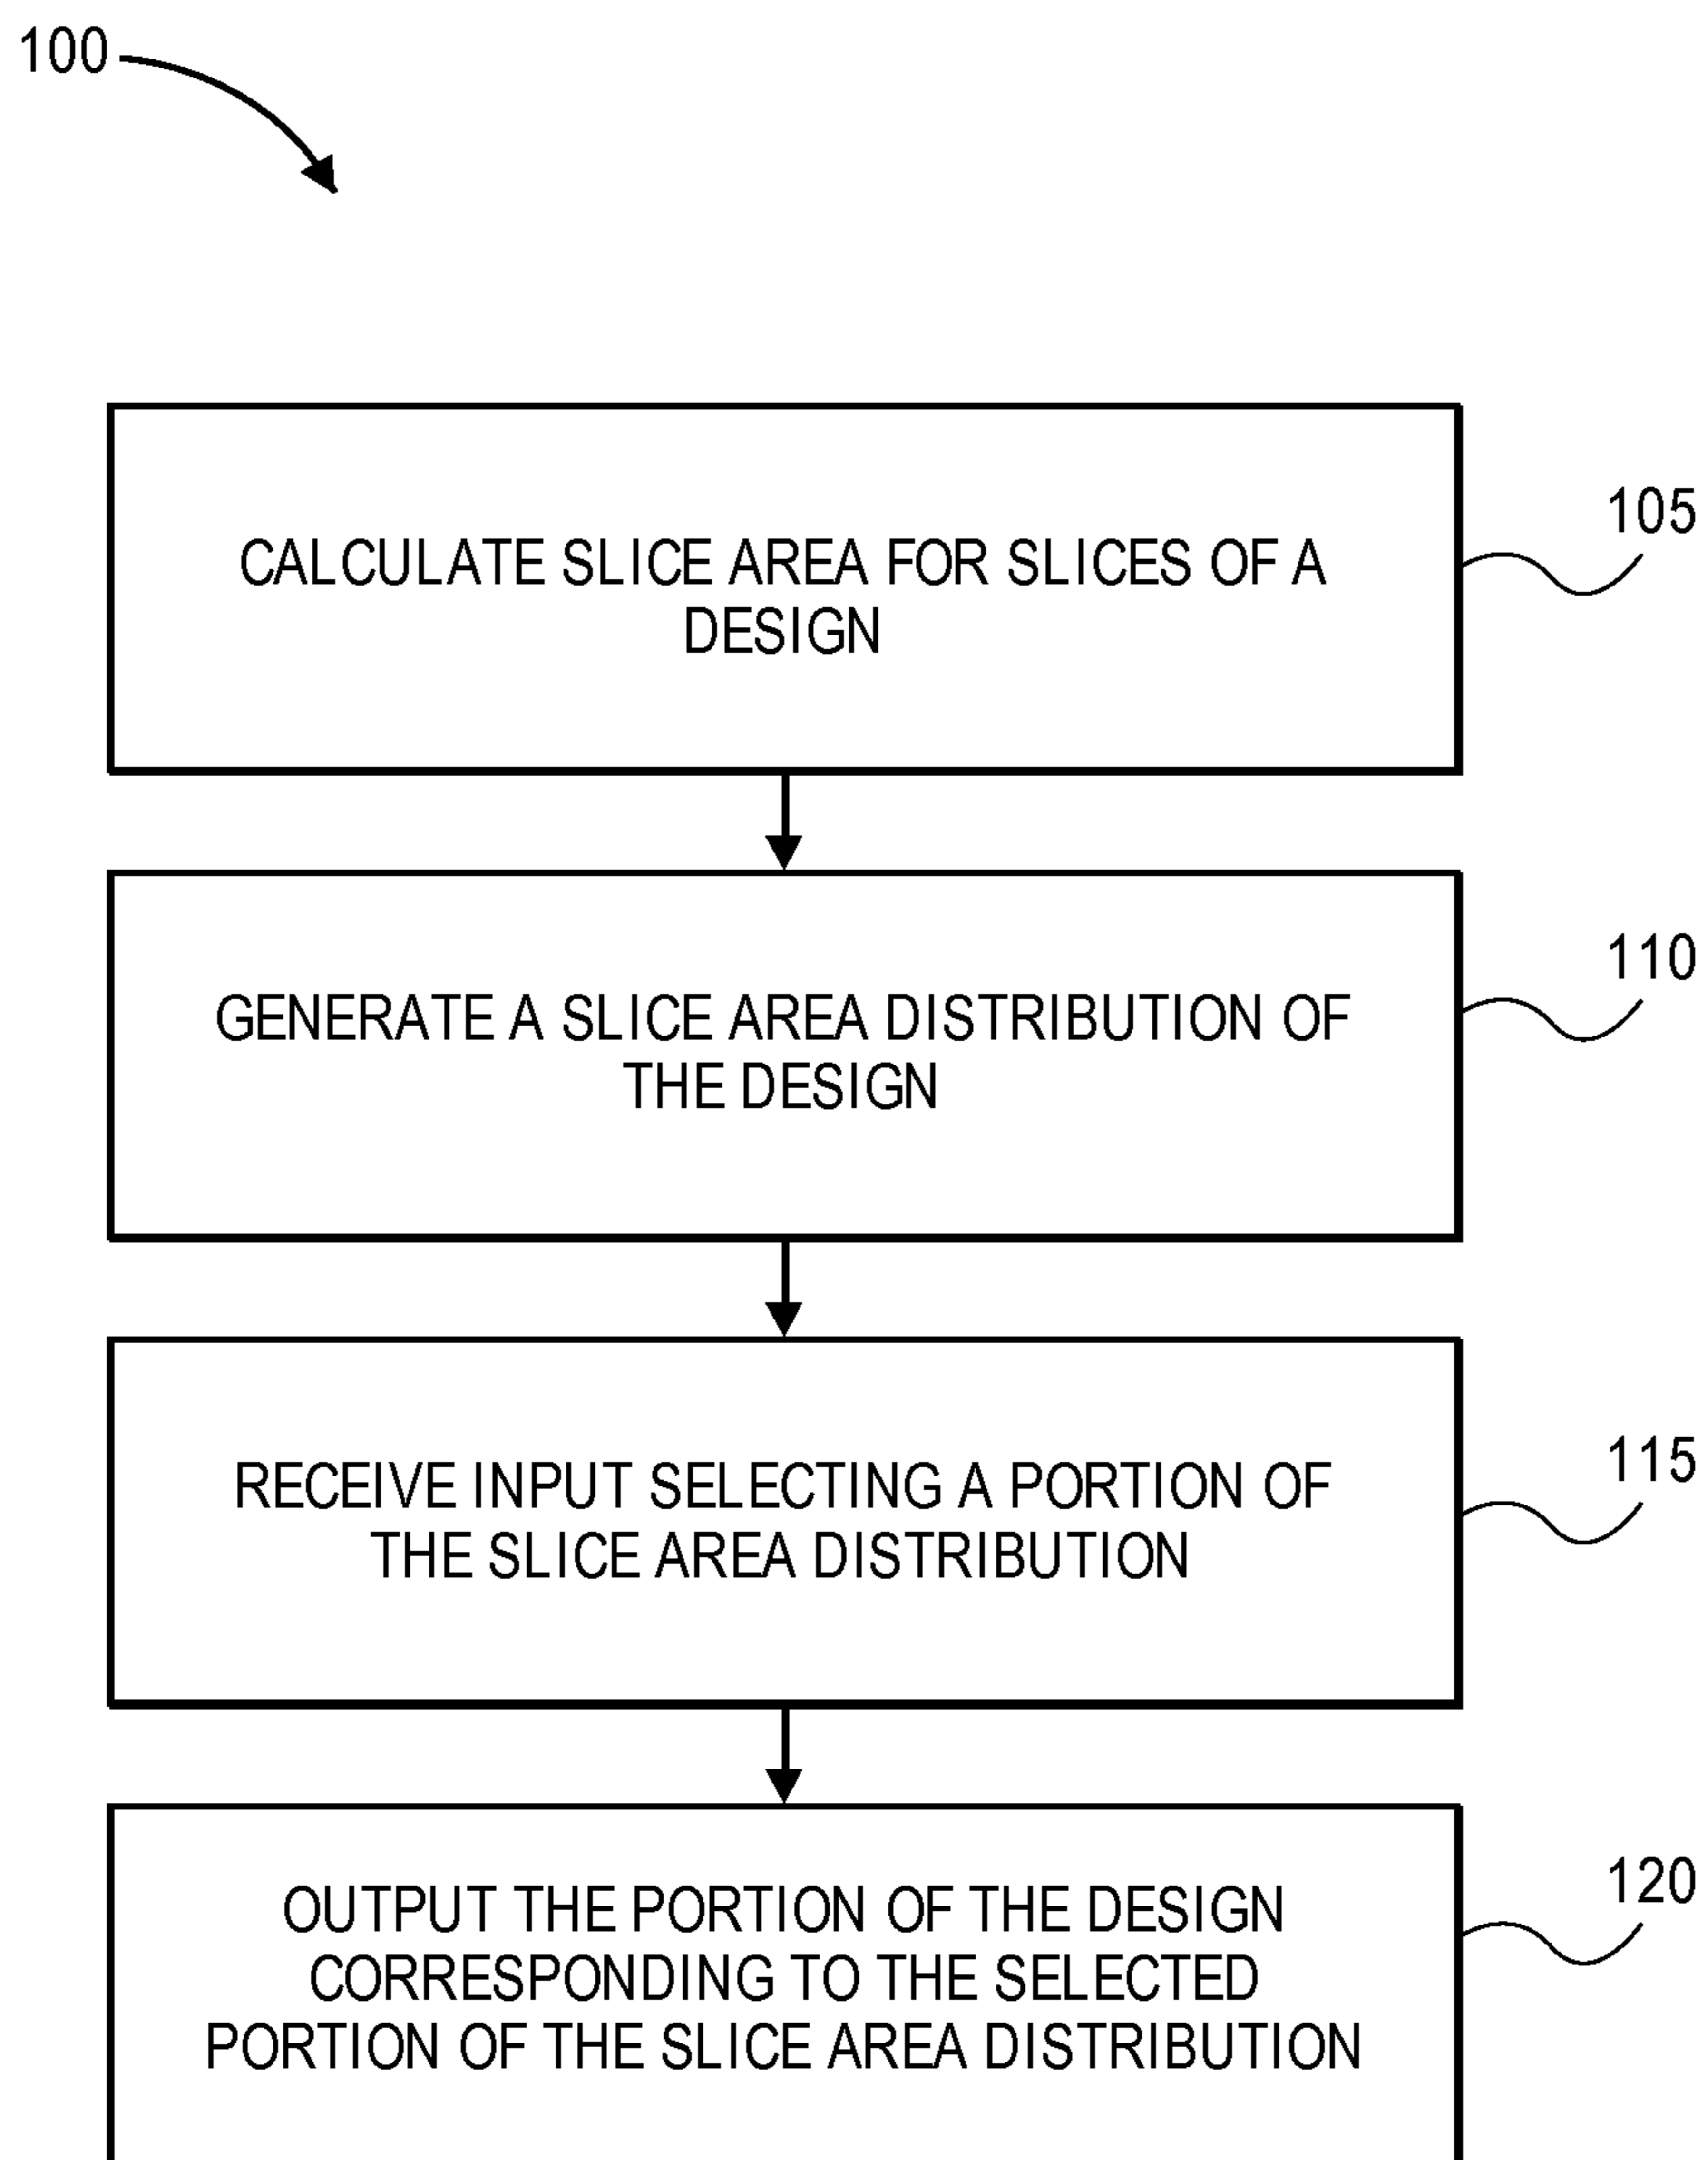 100
CALCULATE SLICE AREA FOR SLICES OF A
DESIGN
105
GENERATE A SLICE AREA DISTRIBUTION OF
THE DESIGN
110
RECEIVE INPUT SELECTING A PORTION OF
THE SLICE AREA DISTRIBUTION
115
OUTPUT THE PORTION OF THE DESIGN
CORRESPONDING TO THE SELECTED
PORTION OF THE SLICE AREA DISTRIBUTION
120